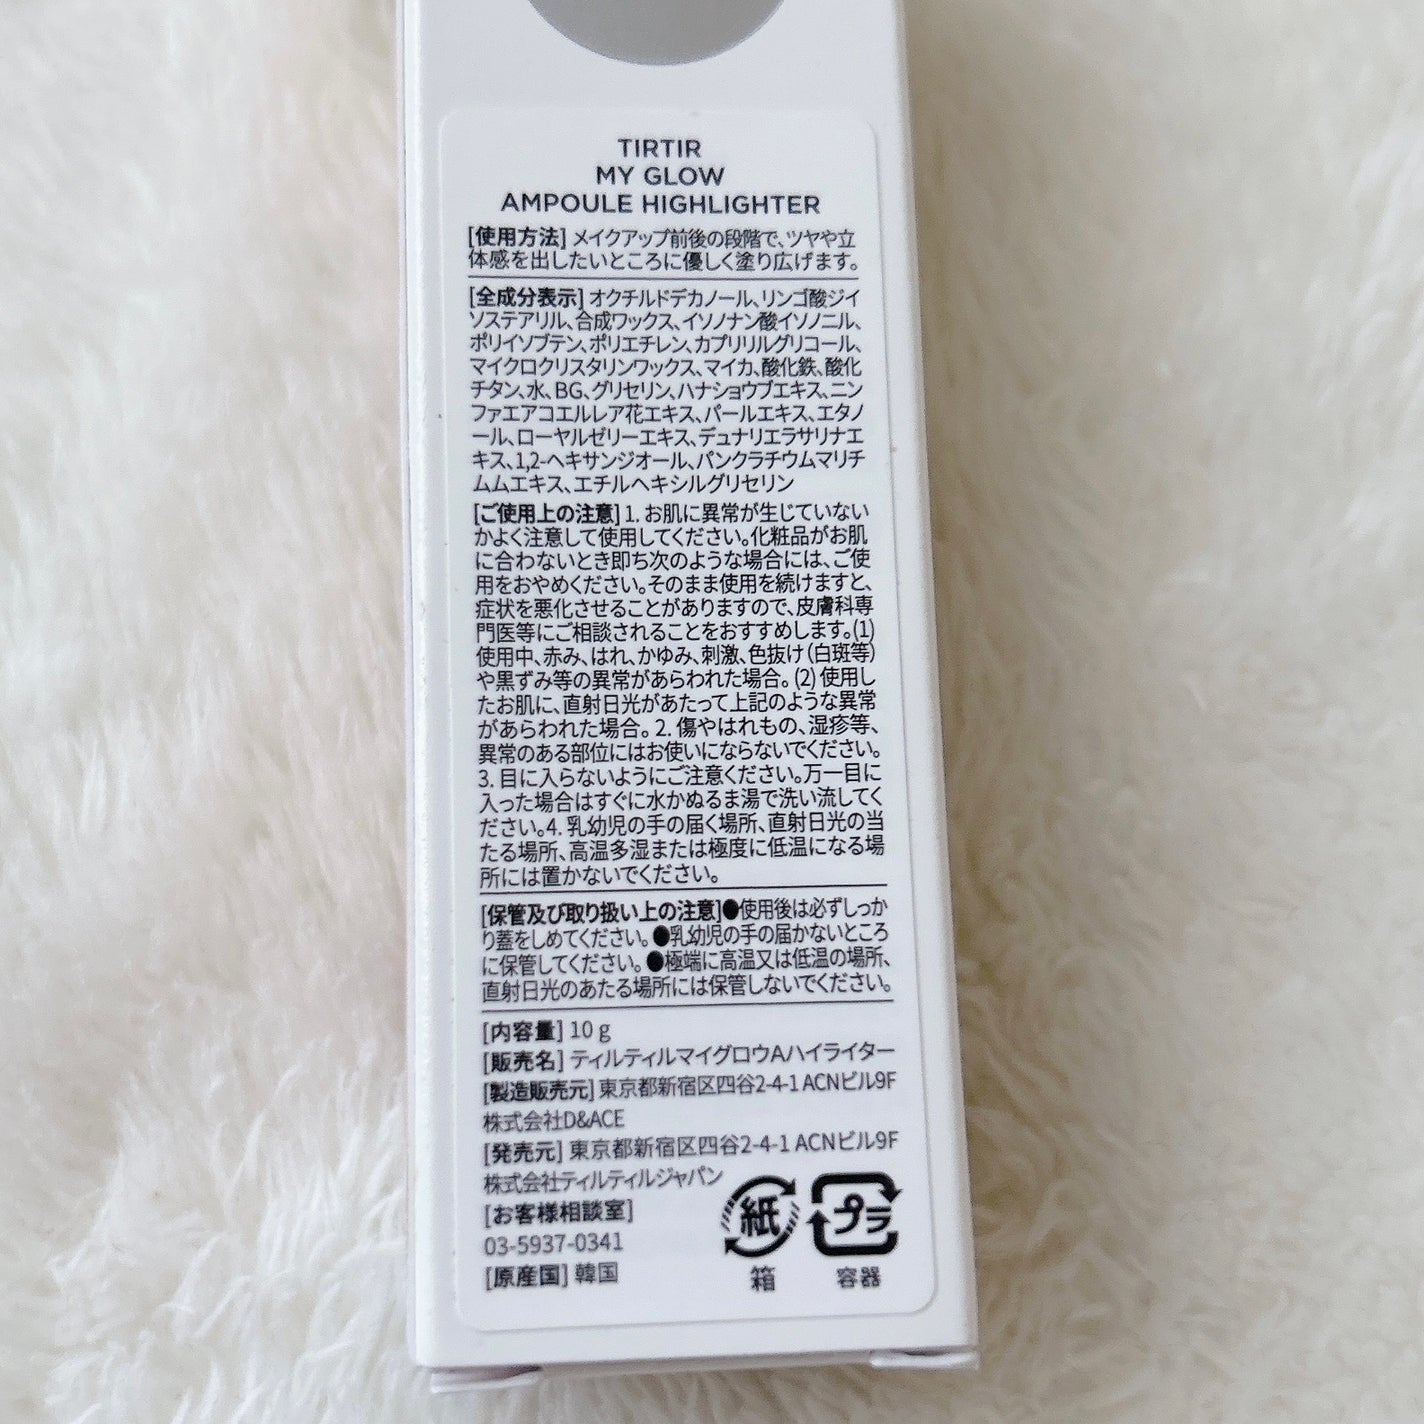 TIRTIR
MY GLOW
AMPOULE HIGHLIGHTER
[使用方法] メイクアップ前後の段階で、ツヤや立
体感を出したいところに優しく塗り広げます。
[全成分表示] オクチルドデカノール、リンゴ酸ジイ
ソステアリル、合成ワックス、イソノナン酸イソノニル、
ポリイソブテン、ポリエチレン、カプリリルグリコール、
マイクロクリスタリンワックス、マイカ、酸化鉄、酸化
チタン、水、BG、グリセリン、ハナショウブエキス、ニン
ファエアコエルレア花エキス、パールエキス、エタノ
ール、ローヤルゼリーエキス、デュナリエラサリナエ
キス、1,2-ヘキサンジオール、パンクラチウムマリチ
ムムエキス、エチルヘキシルグリセリン
[ご使用上の注意] 1. お肌に異常が生じていない
かよく注意して使用してください。化粧品がお肌
に合わないとき即ち次のような場合には、ご使
用をおやめください。そのまま使用を続けますと、
症状を悪化させることがありますので、皮膚科専
門医等にご相談されることをおすすめします。(1)
使用中、赤み、はれ、かゆみ、刺激、色抜け(白斑等)
や黒ずみ等の異常があらわれた場合。(2) 使用し
たお肌に、直射日光があたって上記のような異常
があらわれた場合。2. 傷やはれもの、湿疹等、
異常のある部位にはお使いにならないでください。
3. 目に入らないようにご注意ください。万一目に
入った場合はすぐに水かぬるま湯で洗い流してく
ださい。4. 乳幼児の手の届く場所、直射日光の当
たる場所、高温多湿または極度に低温になる場
所には置かないでください。
[保管及び取り扱い上の注意]●使用後は必ずしっか
り蓋をしめてください。●乳幼児の手の届かないところ
に保管してください。●極端に高温又は低温の場所、
直射日光のあたる場所には保管しないでください。
[内容量] 10 g
[販売名] ティルティルマイグロウAハイライター
[製造販売元] 東京都新宿区四谷2-4-1 ACNビル9F
株式会社D&ACE
[発売元] 東京都新宿区四谷2-4-1 ACNビル9F
株式会社ティルティルジャパン
[お客様相談室]
03-5937-0341
[原産国] 韓国
紙 プラ
箱 容器